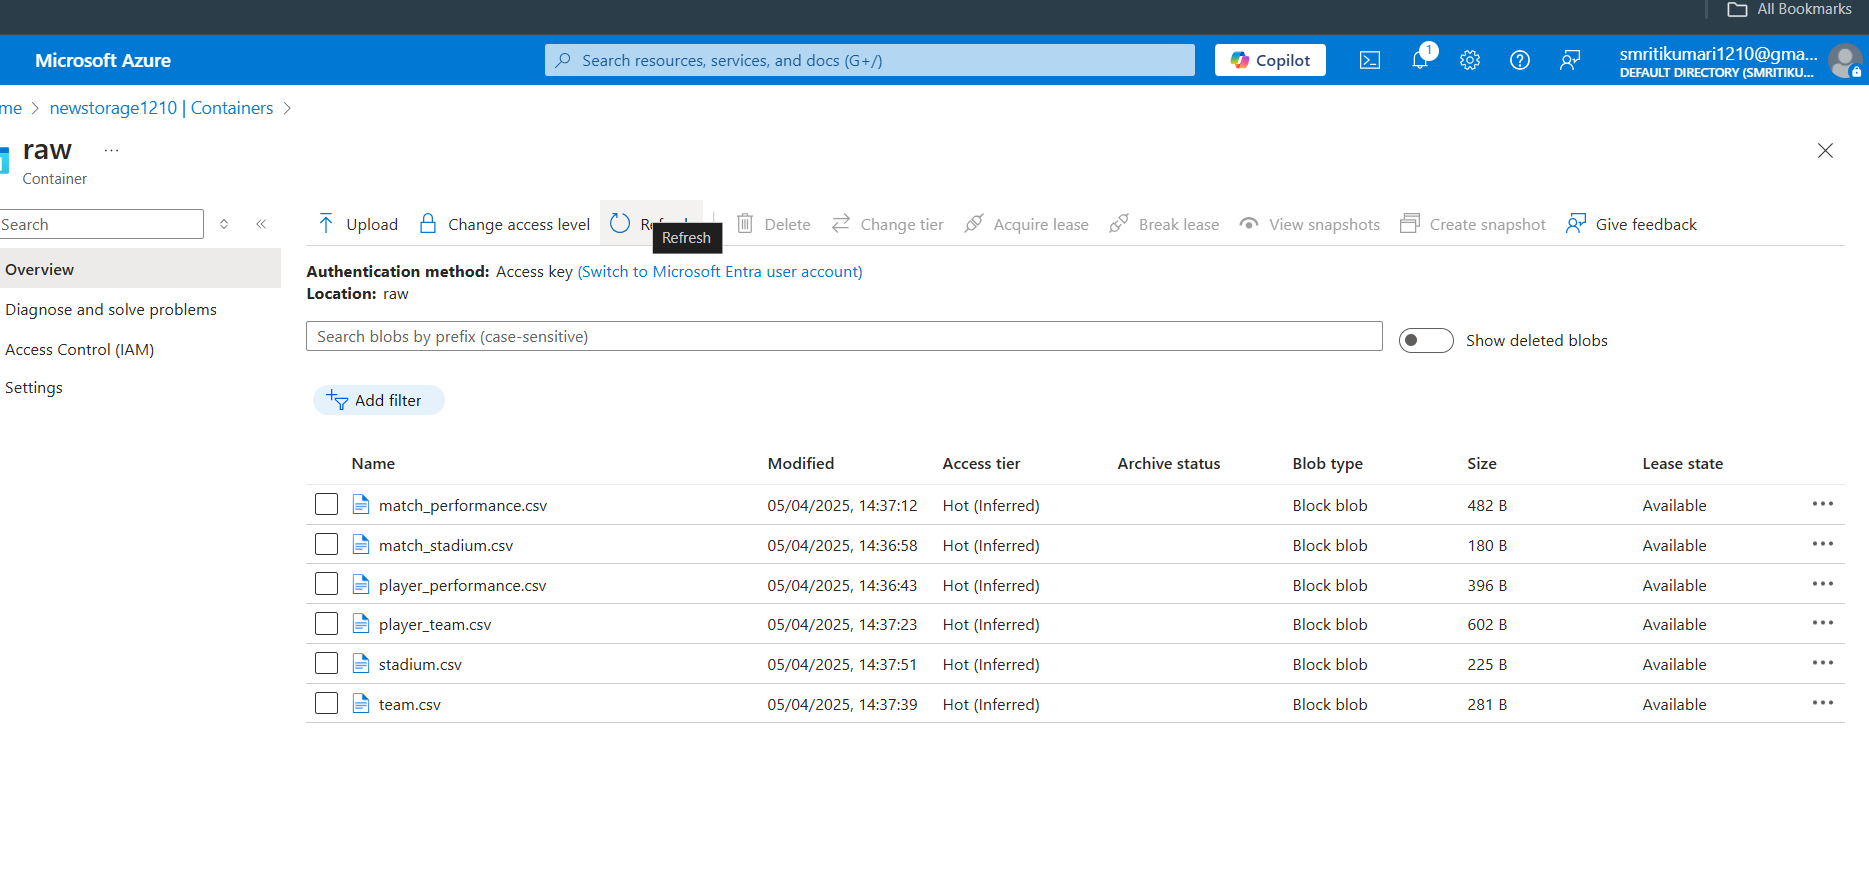 All Bookmarks
Microsoft Azure
Search resources, services, and docs (G+/)
Copilot
1
smritikumari1210@gma...
DEFAULT DIRECTORY (SMRITIKU...
me > newstorage1210 | Containers >
raw ...
Container
Search
Upload
Change access level
Refresh
Delete
Change tier
Acquire lease
Break lease
View snapshots
Create snapshot
Give feedback
Refresh
Overview
Diagnose and solve problems
Access Control (IAM)
Settings
Authentication method: Access key (Switch to Microsoft Entra user account)
Location: raw
Search blobs by prefix (case-sensitive)
Show deleted blobs
Add filter
Name Modified Access tier Archive status Blob type Size Lease state
match_performance.csv 05/04/2025, 14:37:12 Hot (Inferred) Block blob 482 B Available ...
match_stadium.csv 05/04/2025, 14:36:58 Hot (Inferred) Block blob 180 B Available ...
player_performance.csv 05/04/2025, 14:36:43 Hot (Inferred) Block blob 396 B Available ...
player_team.csv 05/04/2025, 14:37:23 Hot (Inferred) Block blob 602 B Available ...
stadium.csv 05/04/2025, 14:37:51 Hot (Inferred) Block blob 225 B Available ...
team.csv 05/04/2025, 14:37:39 Hot (Inferred) Block blob 281 B Available ...